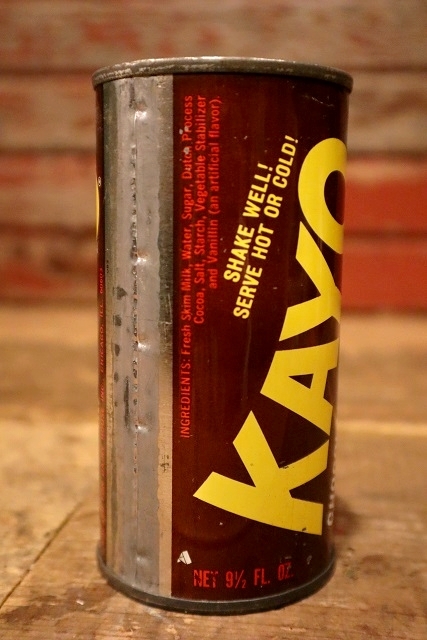 INGREDIENTS: Fresh Skim Milk, Water, Sugar, Dutch Process
Cocoa, Salt, Starch, Vegetable Stabilizer
and Vanillin (an artificial flavor).
SHAKE WELL!
SERVE HOT OR COLD!
KAYO
NET 9½ FL. OZ.